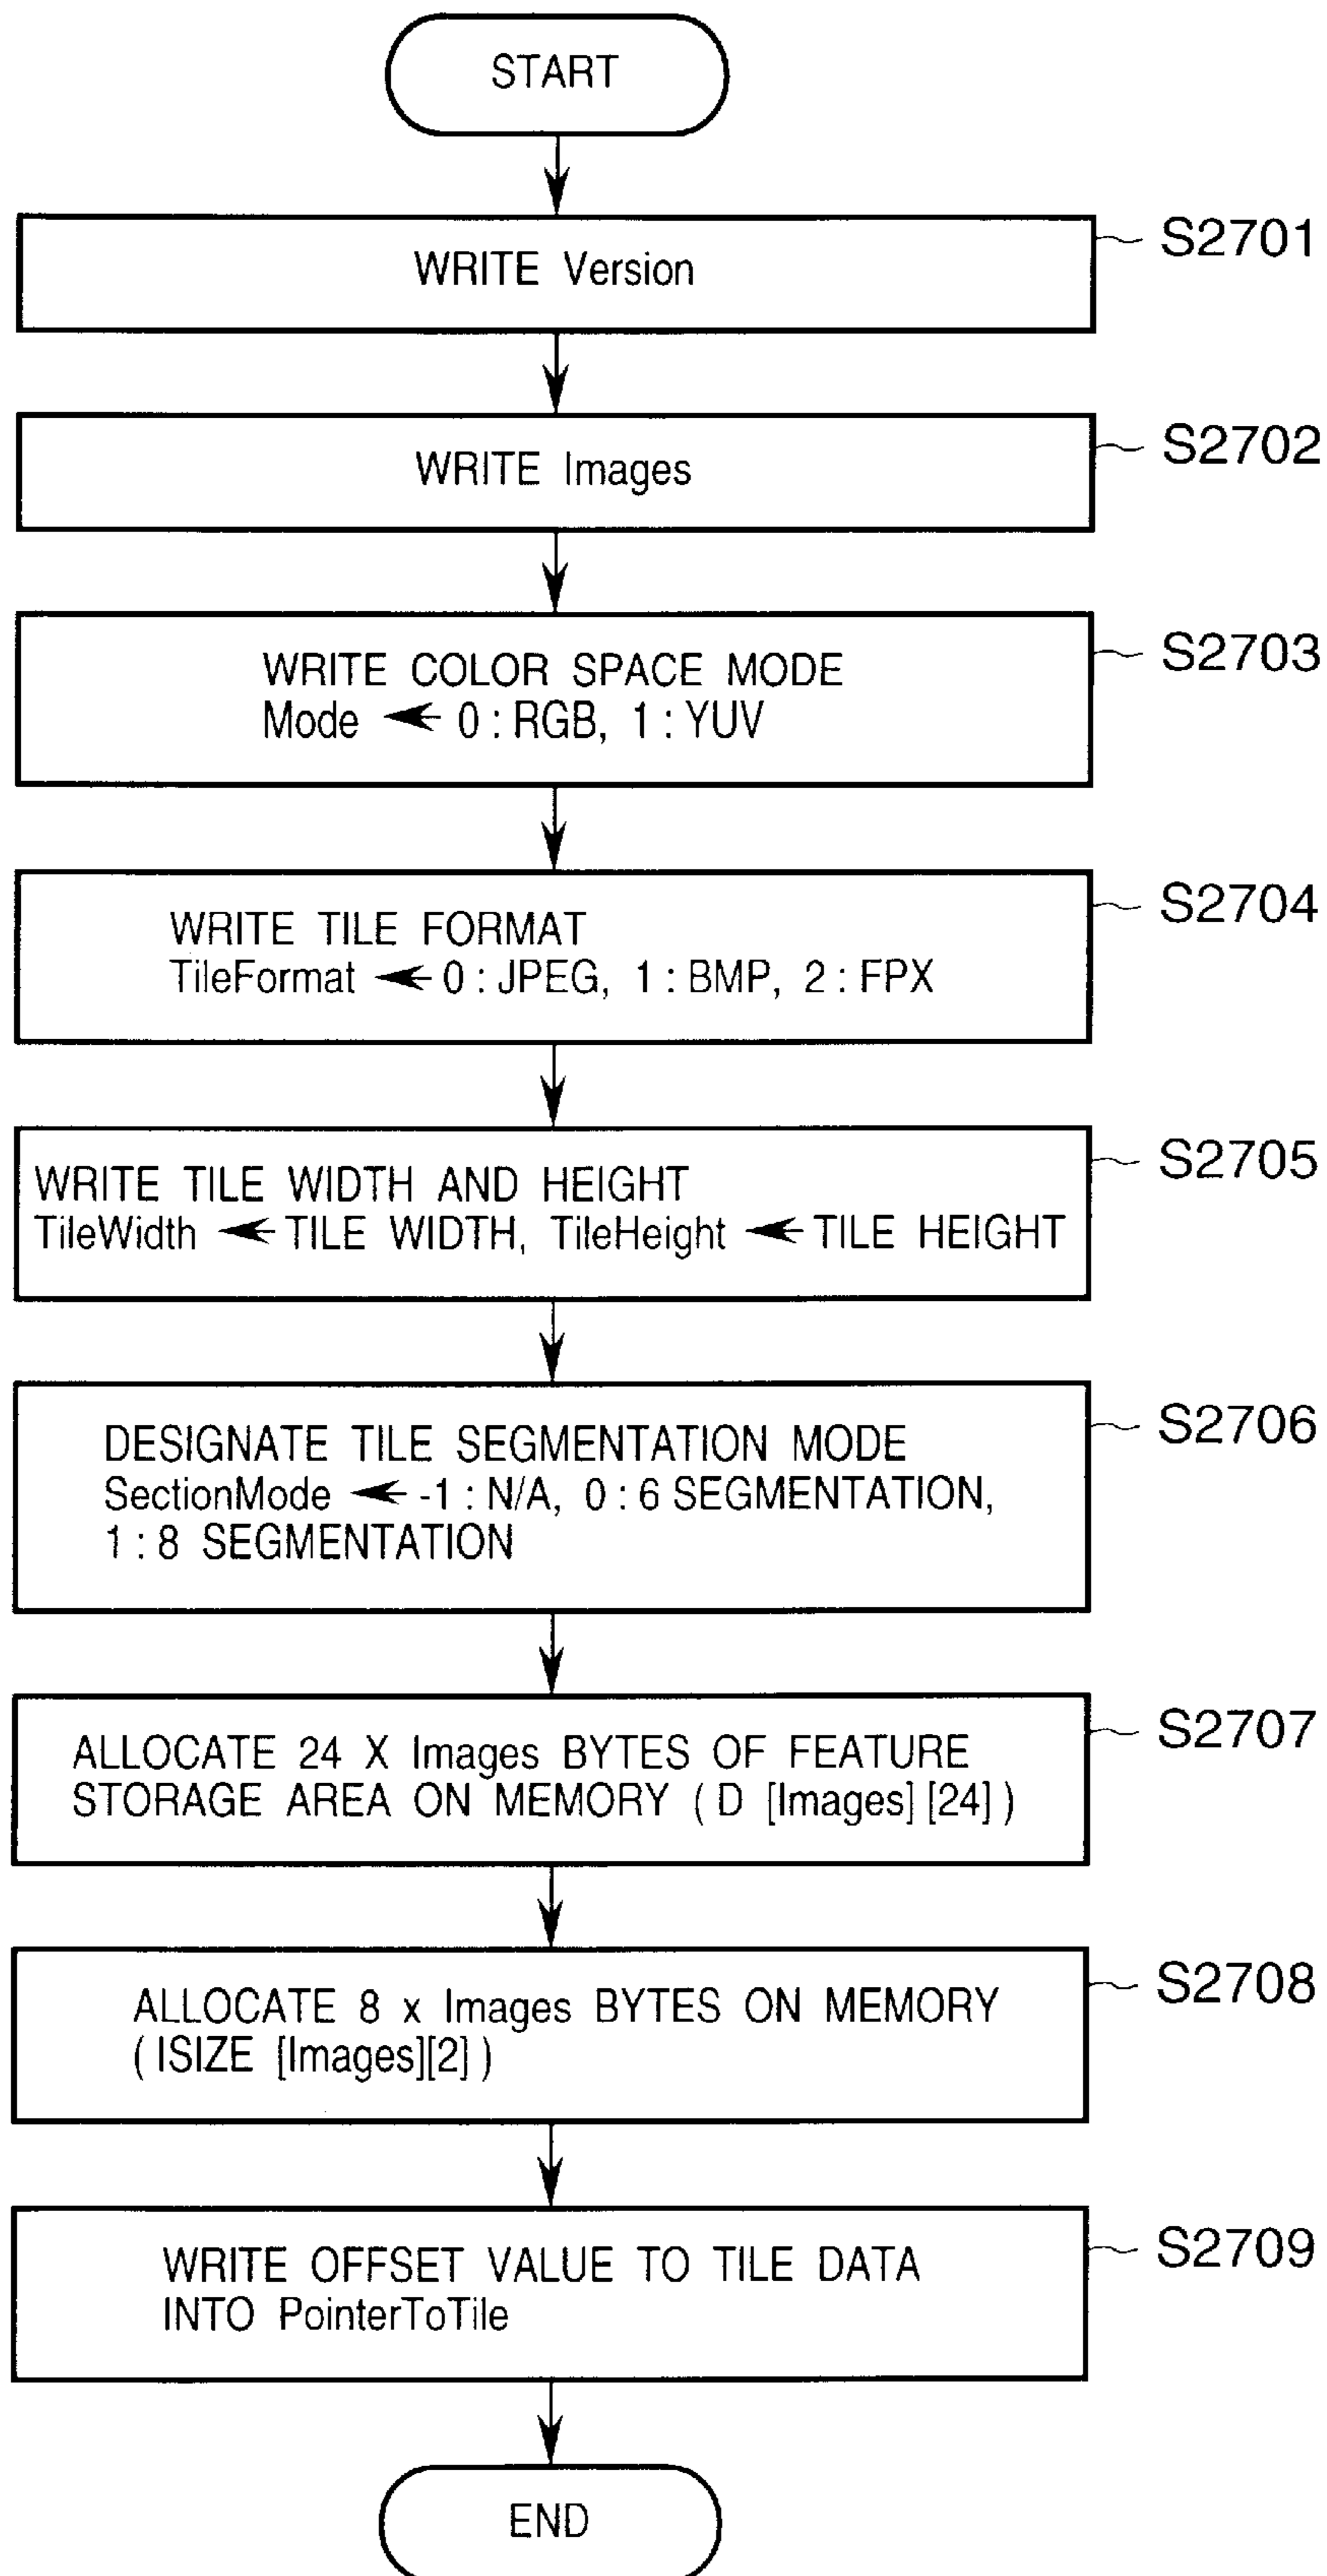 START
WRITE Version
S2701
WRITE Images
S2702
WRITE COLOR SPACE MODE
Mode ← 0 : RGB, 1 : YUV
S2703
WRITE TILE FORMAT
TileFormat ← 0 : JPEG, 1 : BMP, 2 : FPX
S2704
WRITE TILE WIDTH AND HEIGHT
TileWidth ← TILE WIDTH, TileHeight ← TILE HEIGHT
S2705
DESIGNATE TILE SEGMENTATION MODE
SectionMode ← -1 : N/A, 0 : 6 SEGMENTATION,
1 : 8 SEGMENTATION
S2706
ALLOCATE 24 X Images BYTES OF FEATURE
STORAGE AREA ON MEMORY ( D [Images] [24] )
S2707
ALLOCATE 8 x Images BYTES ON MEMORY
( ISIZE [Images][2] )
S2708
WRITE OFFSET VALUE TO TILE DATA
INTO PointerToTile
S2709
END